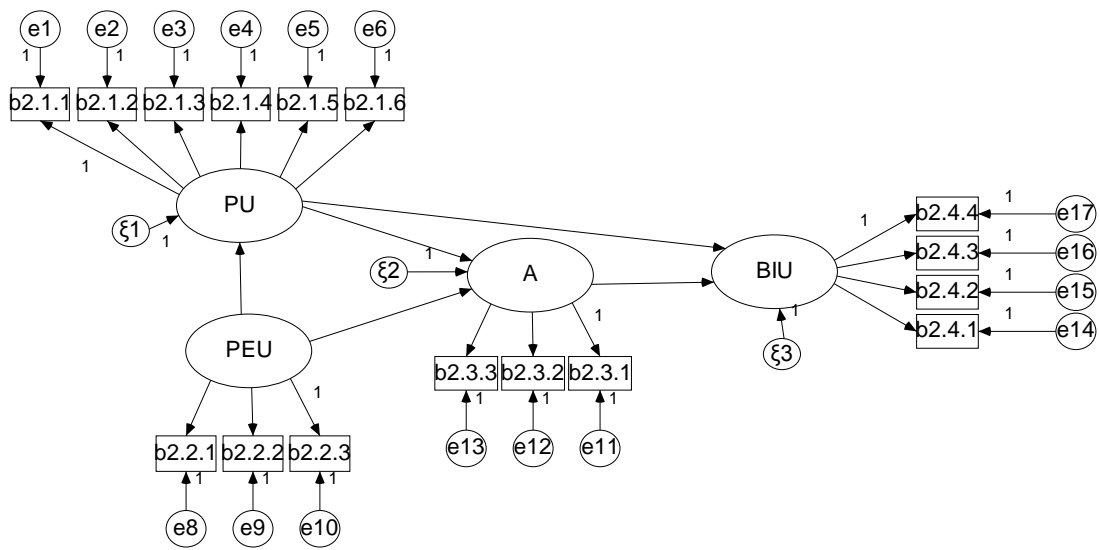 e1 e2 e3 e4 e5 e6
1 1 1 1 1 1
b2.1.1 b2.1.2 b2.1.3 b2.1.4 b2.1.5 b2.1.6
1
PU
ξ1
1
1
ξ2
A
BIU
1
b2.4.4
1
e17
b2.4.3
1
e16
b2.4.2
1
e15
b2.4.1
1
e14
1
ξ3
PEU
1
1
b2.3.3 b2.3.2 b2.3.1
1 1 1
e13 e12 e11
b2.2.1 b2.2.2 b2.2.3
1 1 1
e8 e9 e10